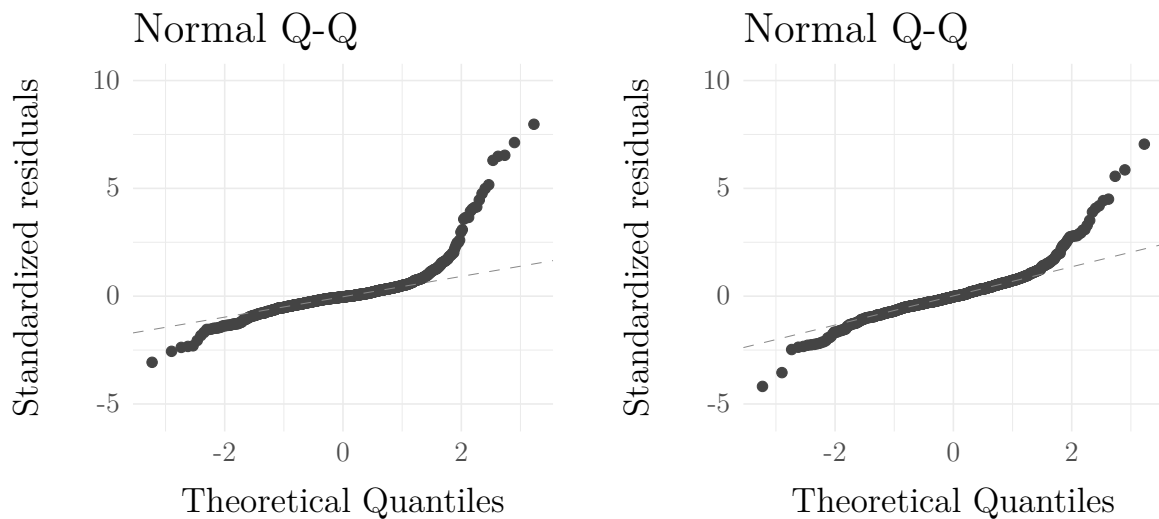 Normal Q-Q
Standardized residuals
10
5
0
-5
-2
0
2
Theoretical Quantiles
Normal Q-Q
Standardized residuals
10
5
0
-5
-2
0
2
Theoretical Quantiles